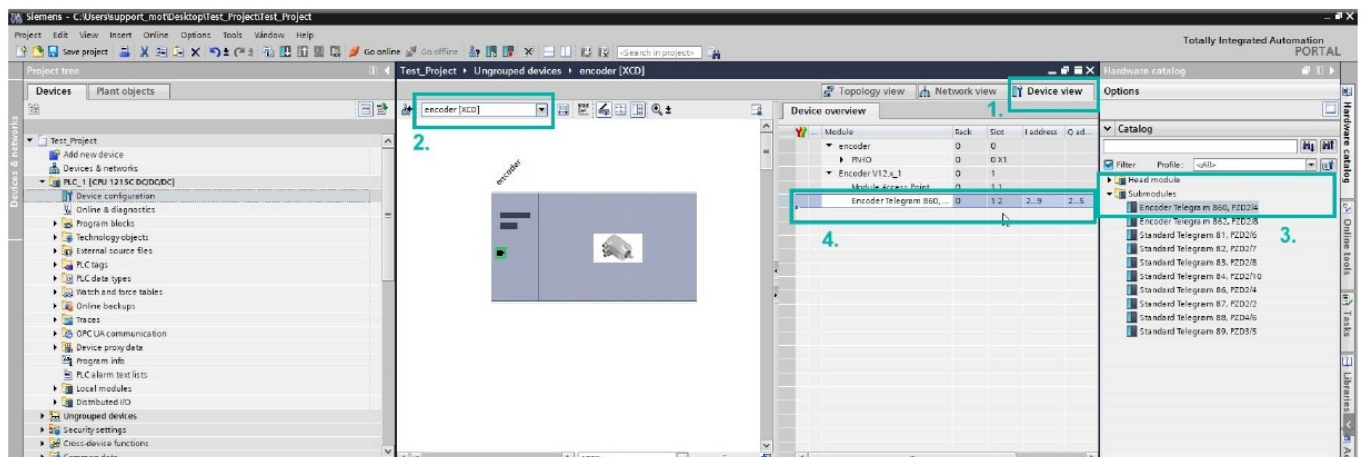 Siemens - C:\Users\support_mot\Desktop\Test_Project\Test_Project
Project Edit View Insert Online Options Tools Window Help
Totally Integrated Automation
PORTAL
Save project Go online Go offline <Search in project>
Project tree
Test_Project Ungrouped devices encoder [XCD]
Hardware catalog
Devices Plant objects
Topology view Network view Device view
Options
1.
encoder [XCD]
2.
Device overview
Catalog
Module Rack Slot I address Q ad...
Filter Profile: <All>
encoder 0 0
PNIO 0 0 X1
Encoder V12.x_1 0 1
Module Access Point 0 1 1
Encoder Telegram 860, ... 0 1 2 2...9 2...5
4.
encoder
Head module
Submodules
Encoder Telegram 860, PZD2/4
Encoder Telegram 862, PZD2/8
Standard Telegram 81, PZD2/6
Standard Telegram 82, PZD2/7
Standard Telegram 83, PZD2/8
Standard Telegram 84, PZD2/10
Standard Telegram 86, PZD2/4
Standard Telegram 87, PZD2/2
Standard Telegram 88, PZD4/6
Standard Telegram 89, PZD3/5
3.
Test_Project
Add new device
Devices & networks
PLC_1 [CPU 1215C DC/DC/DC]
Device configuration
Online & diagnostics
Program blocks
Technology objects
External source files
PLC tags
PLC data types
Watch and force tables
Online backups
Traces
OPC UA communication
Device proxy data
Program info
PLC alarm text lists
Local modules
Distributed I/O
Ungrouped devices
Security settings
Cross-device functions
Devices & networks
Hardware catalog
Online tools
Tasks
Libraries